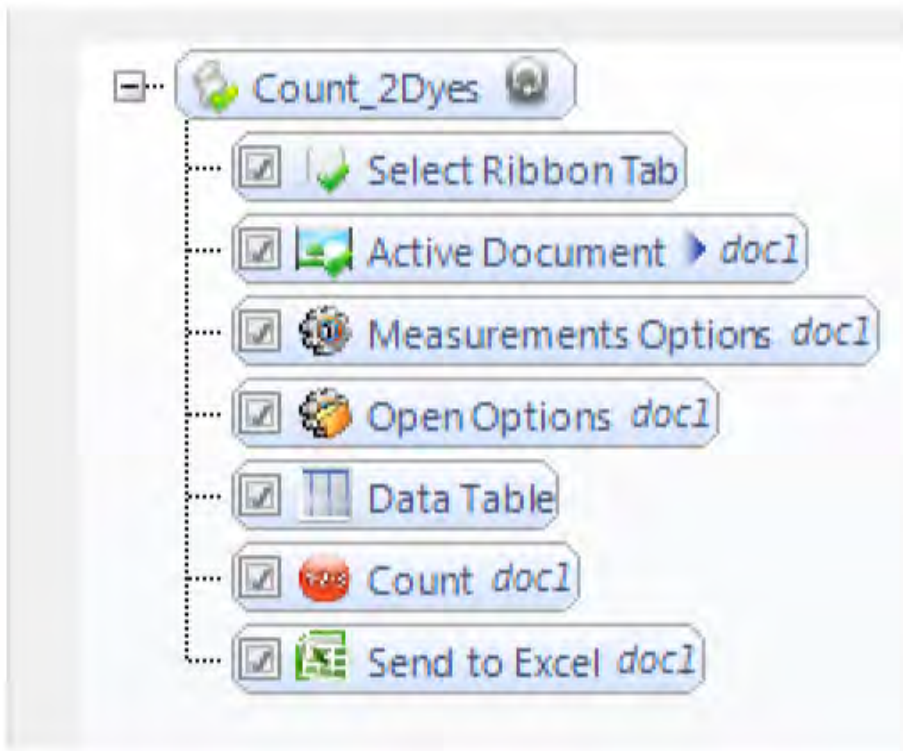 Count_2Dyes
Select Ribbon Tab
Active Document doc1
Measurements Options doc1
Open Options doc1
Data Table
Count doc1
Send to Excel doc1